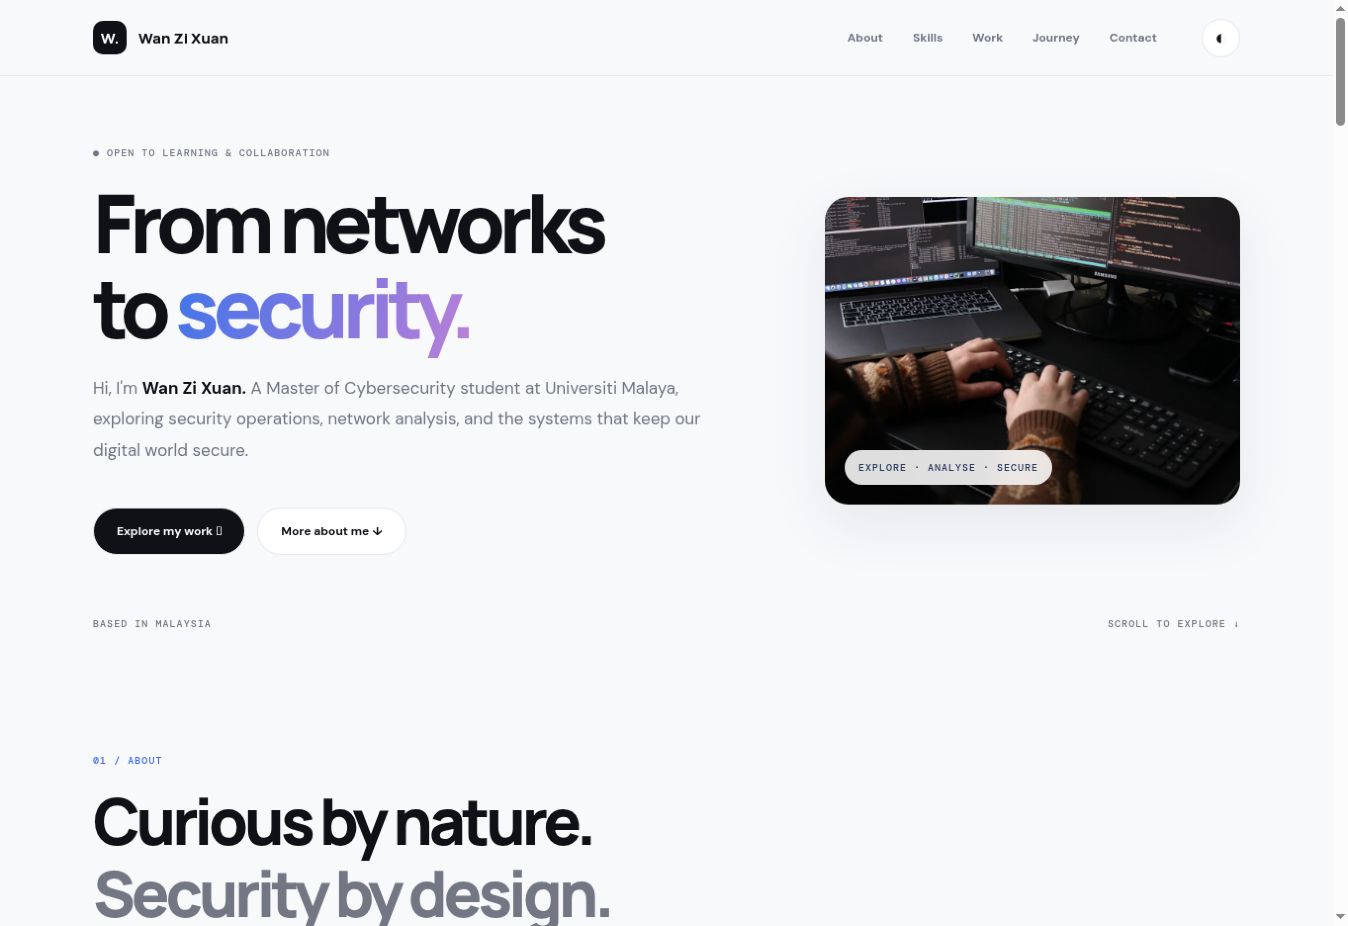 W. Wan Zi Xuan
About Skills Work Journey Contact
OPEN TO LEARNING & COLLABORATION
From networks
to security.
Hi, I'm Wan Zi Xuan. A Master of Cybersecurity student at Universiti Malaya,
exploring security operations, network analysis, and the systems that keep our
digital world secure.
SAMSUNG
EXPLORE · ANALYSE · SECURE
Explore my work
More about me ↓
BASED IN MALAYSIA
SCROLL TO EXPLORE ↓
01 / ABOUT
Curious by nature.
Security by design.